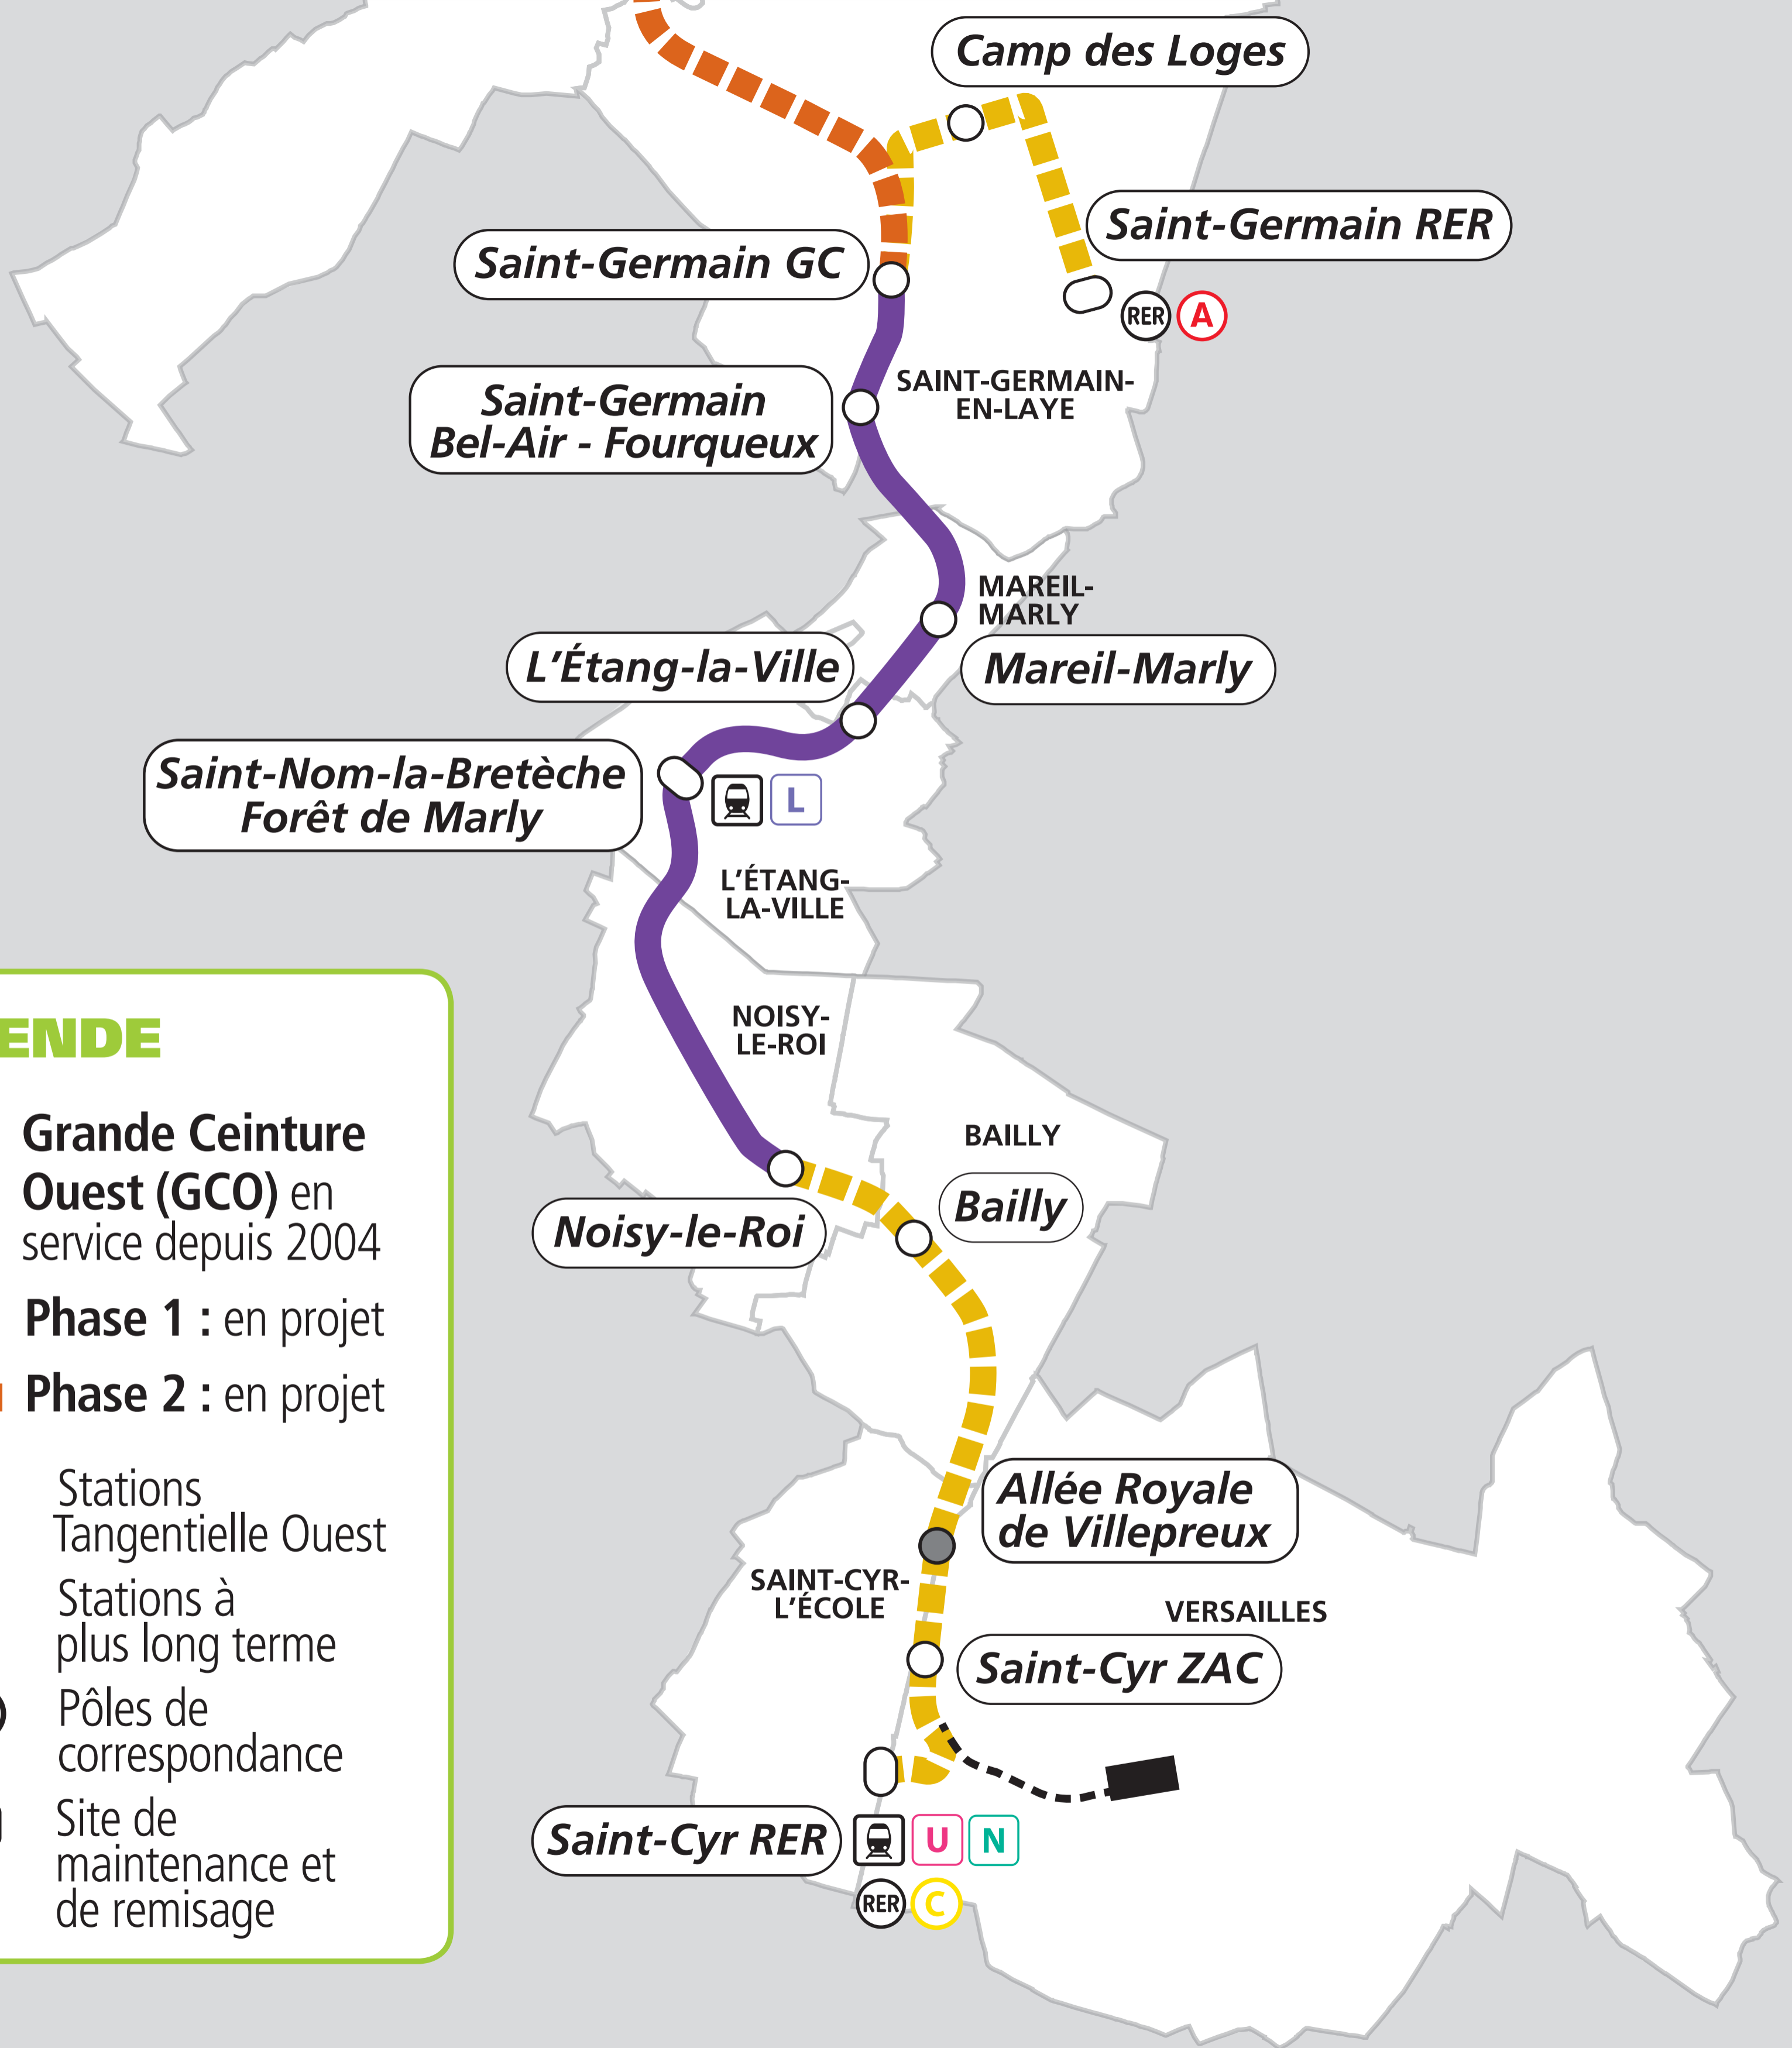 Camp des Loges
Saint-Germain RER
RER A
Saint-Germain GC
SAINT-GERMAIN-
EN-LAYE
Saint-Germain
Bel-Air - Fourqueux
MAREIL-
MARLY
Mareil-Marly
L'Étang-la-Ville
Saint-Nom-la-Bretèche
Forêt de Marly
L
L'ÉTANG-
LA-VILLE
NOISY-
LE-ROI
BAILLY
Bailly
Noisy-le-Roi
Allée Royale
de Villepreux
SAINT-CYR-
L'ÉCOLE
VERSAILLES
Saint-Cyr ZAC
Saint-Cyr RER
U N
RER C
ENDE
Grande Ceinture
Ouest (GCO) en
service depuis 2004
Phase 1 : en projet
Phase 2 : en projet
Stations
Tangentielle Ouest
Stations à
plus long terme
Pôles de
correspondance
Site de
maintenance et
de remisage